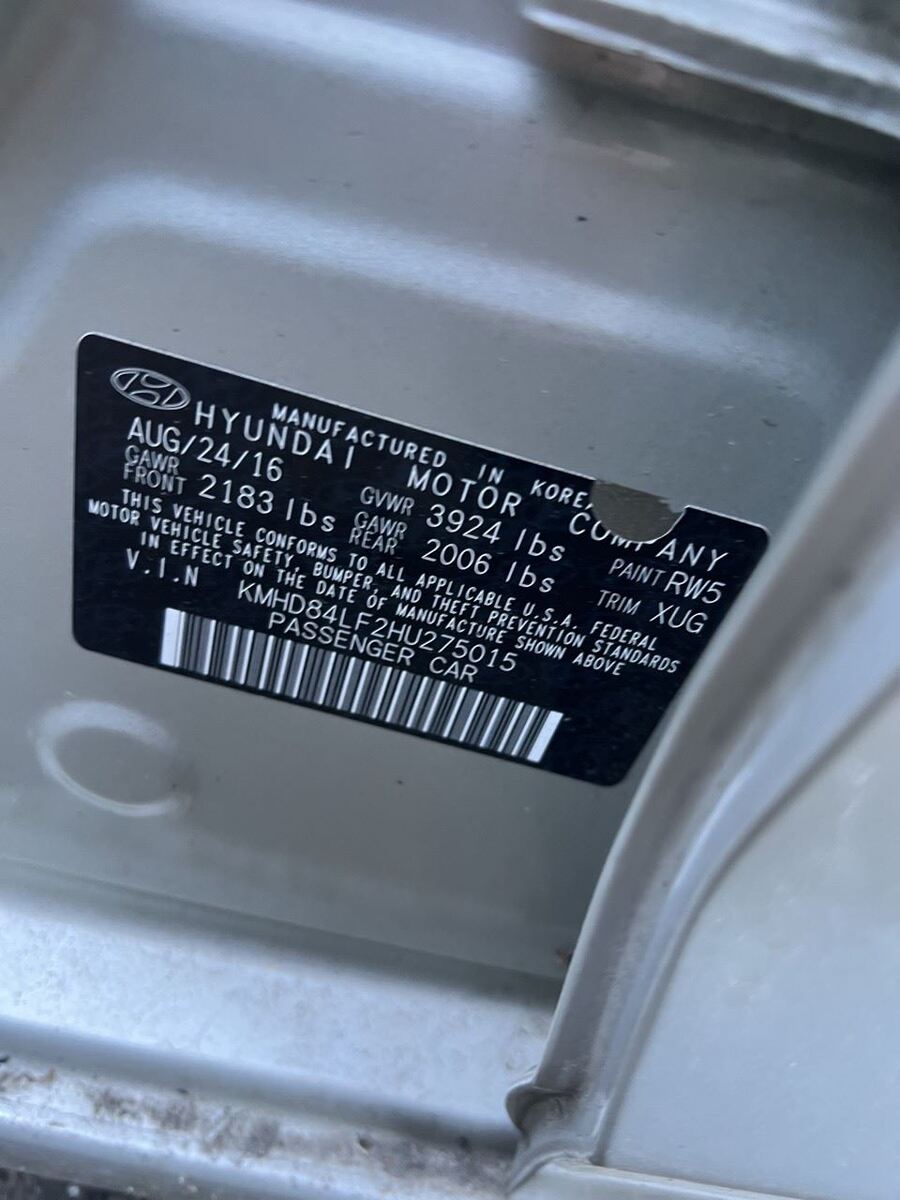 MANUFACTURED IN KOREA
HYUNDAI MOTOR COMPANY
AUG/24/16 GVWR 3924 lbs PAINT RW5
GAWR FRONT 2183 lbs GAWR REAR 2006 lbs TRIM XUG
THIS VEHICLE CONFORMS TO ALL APPLICABLE U.S.A. FEDERAL
MOTOR VEHICLE SAFETY, BUMPER, AND THEFT PREVENTION STANDARDS
IN EFFECT ON THE DATE OF MANUFACTURE SHOWN ABOVE
V.I.N KMHD84LF2HU275015
PASSENGER CAR